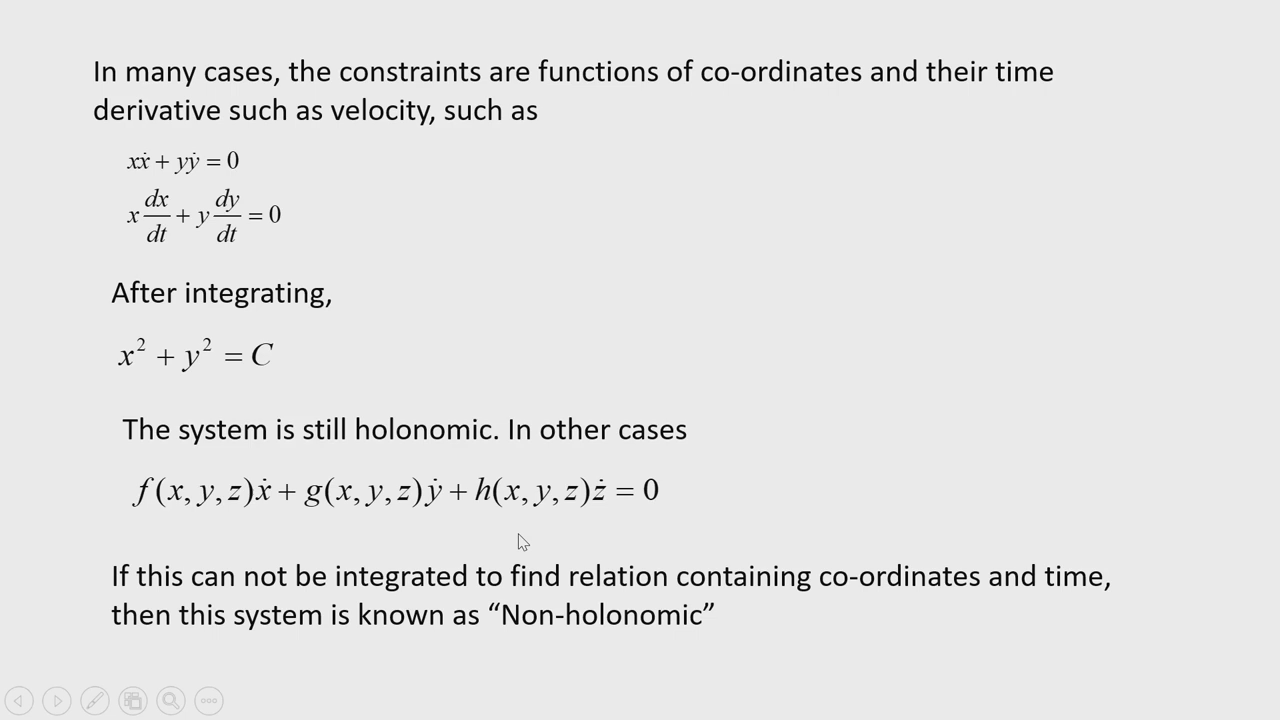 In many cases, the constraints are functions of co-ordinates and their time
derivative such as velocity, such as
xẋ + yẏ = 0
x dx/dt + y dy/dt = 0
After integrating,
x² + y² = C
The system is still holonomic. In other cases
f(x, y, z)ẋ + g(x, y, z)ẏ + h(x, y, z)ż = 0
If this can not be integrated to find relation containing co-ordinates and time,
then this system is known as “Non-holonomic”